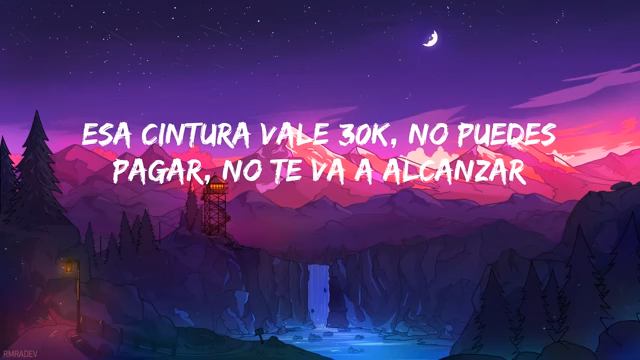 ESA CINTURA VALE 30K, NO PUEDES
PAGAR, NO TE VA A ALCANZAR
RMRADEV